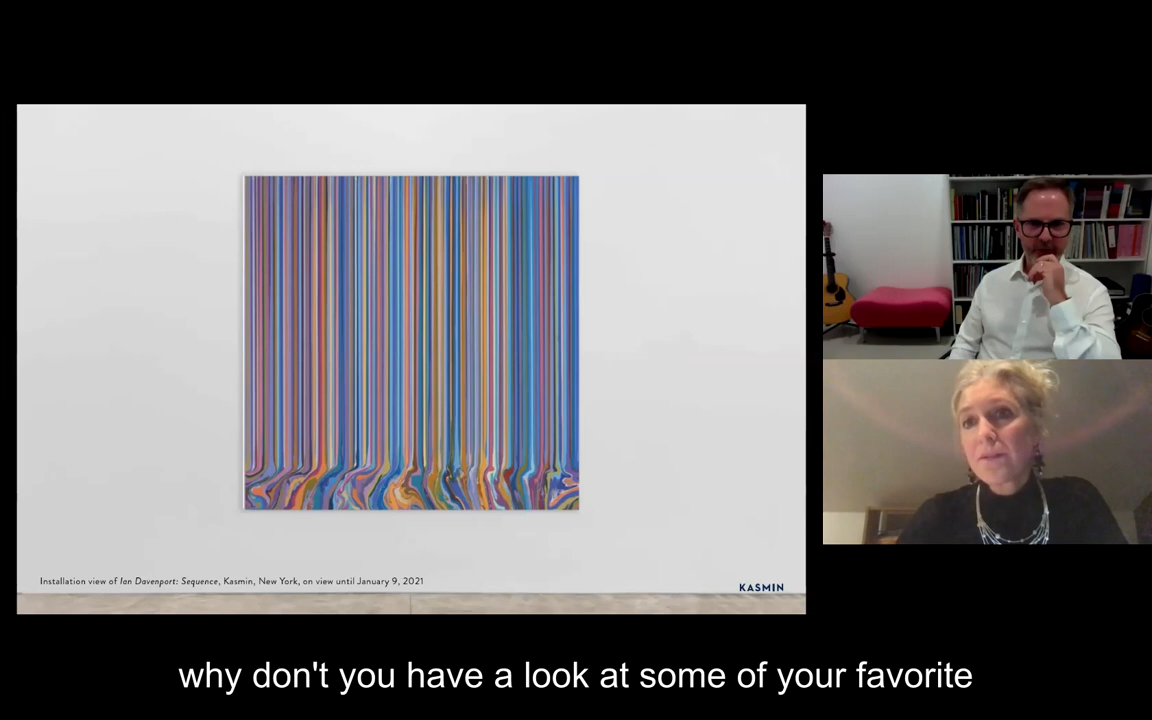 Installation view of Ian Davenport: Sequence, Kasmin, New York, on view until January 9, 2021
KASMIN
why don't you have a look at some of your favorite